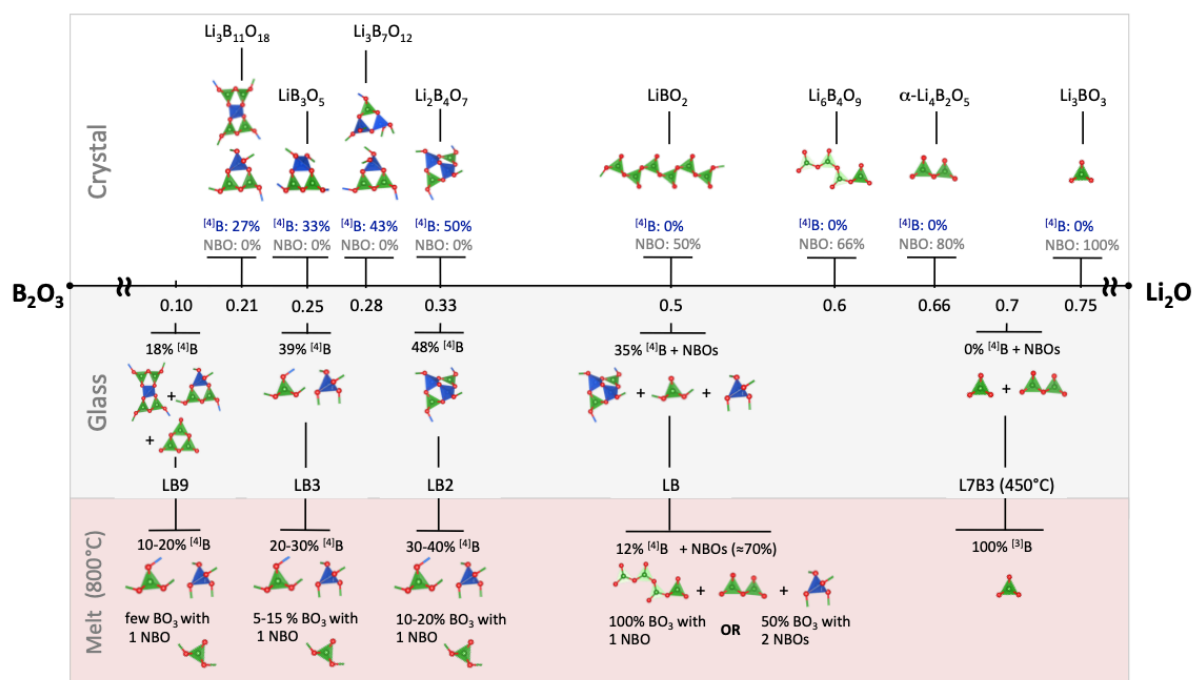 Li₃B₁₁O₁₈
Li₃B₇O₁₂
LiB₃O₅
Li₂B₄O₇
LiBO₂
Li₆B₄O₉
α-Li₄B₂O₅
Li₃BO₃
Crystal
[4]B: 27%
NBO: 0%
[4]B: 33%
NBO: 0%
[4]B: 43%
NBO: 0%
[4]B: 50%
NBO: 0%
[4]B: 0%
NBO: 50%
[4]B: 0%
NBO: 66%
[4]B: 0%
NBO: 80%
[4]B: 0%
NBO: 100%
B₂O₃
Li₂O
0.10
0.21
0.25
0.28
0.33
0.5
0.6
0.66
0.7
0.75
Glass
18% [4]B
39% [4]B
48% [4]B
35% [4]B + NBOs
0% [4]B + NBOs
+
+
+
+
+
LB9
LB3
LB2
LB
L7B3 (450°C)
Melt (800°C)
10-20% [4]B
20-30% [4]B
30-40% [4]B
12% [4]B + NBOs (≈70%)
100% [3]B
+
+
few BO₃ with
1 NBO
5-15 % BO₃ with
1 NBO
10-20% BO₃ with
1 NBO
100% BO₃ with
1 NBO
OR
50% BO₃ with
2 NBOs